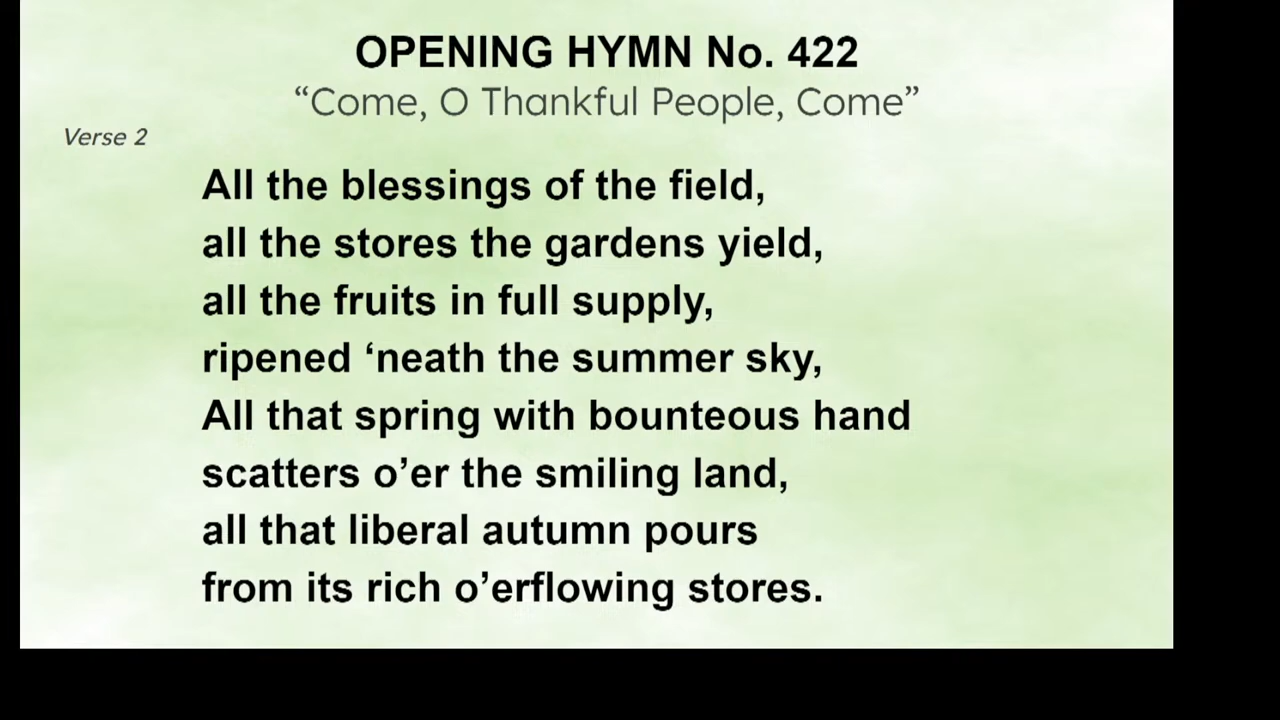 OPENING HYMN No. 422
“Come, O Thankful People, Come”
Verse 2
All the blessings of the field,
all the stores the gardens yield,
all the fruits in full supply,
ripened ‘neath the summer sky,
All that spring with bounteous hand
scatters o’er the smiling land,
all that liberal autumn pours
from its rich o’erflowing stores.